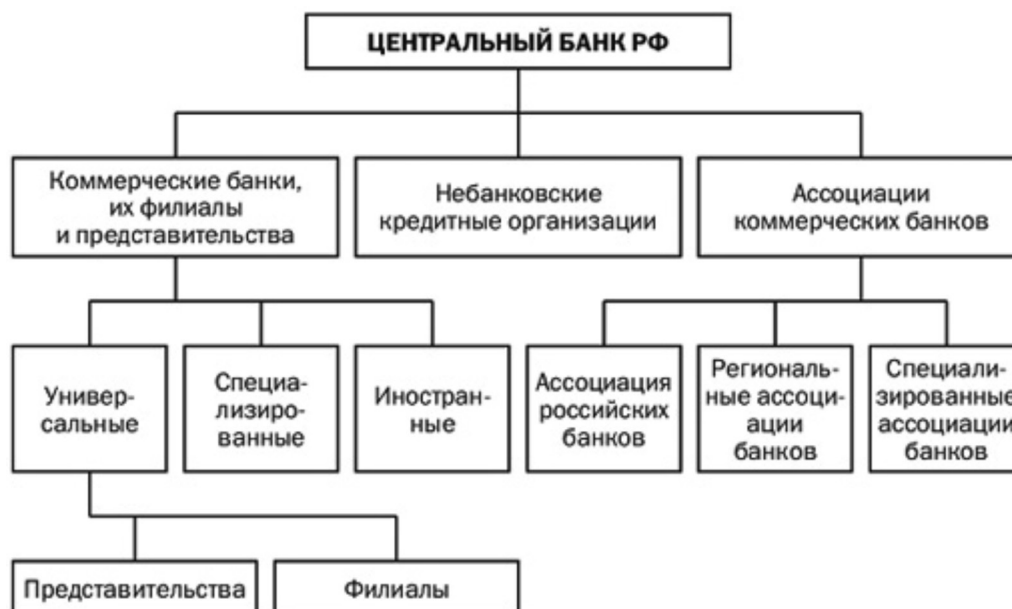 ЦЕНТРАЛЬНЫЙ БАНК РФ
Коммерческие банки,
их филиалы
и представительства
Небанковские
кредитные организации
Ассоциации
коммерческих банков
Универ-
сальные
Специа-
лизиро-
ванные
Иностран-
ные
Ассоциация
российских
банков
Региональ-
ные ассоци-
ации
банков
Специали-
зированные
ассоциации
банков
Представительства
Филиалы